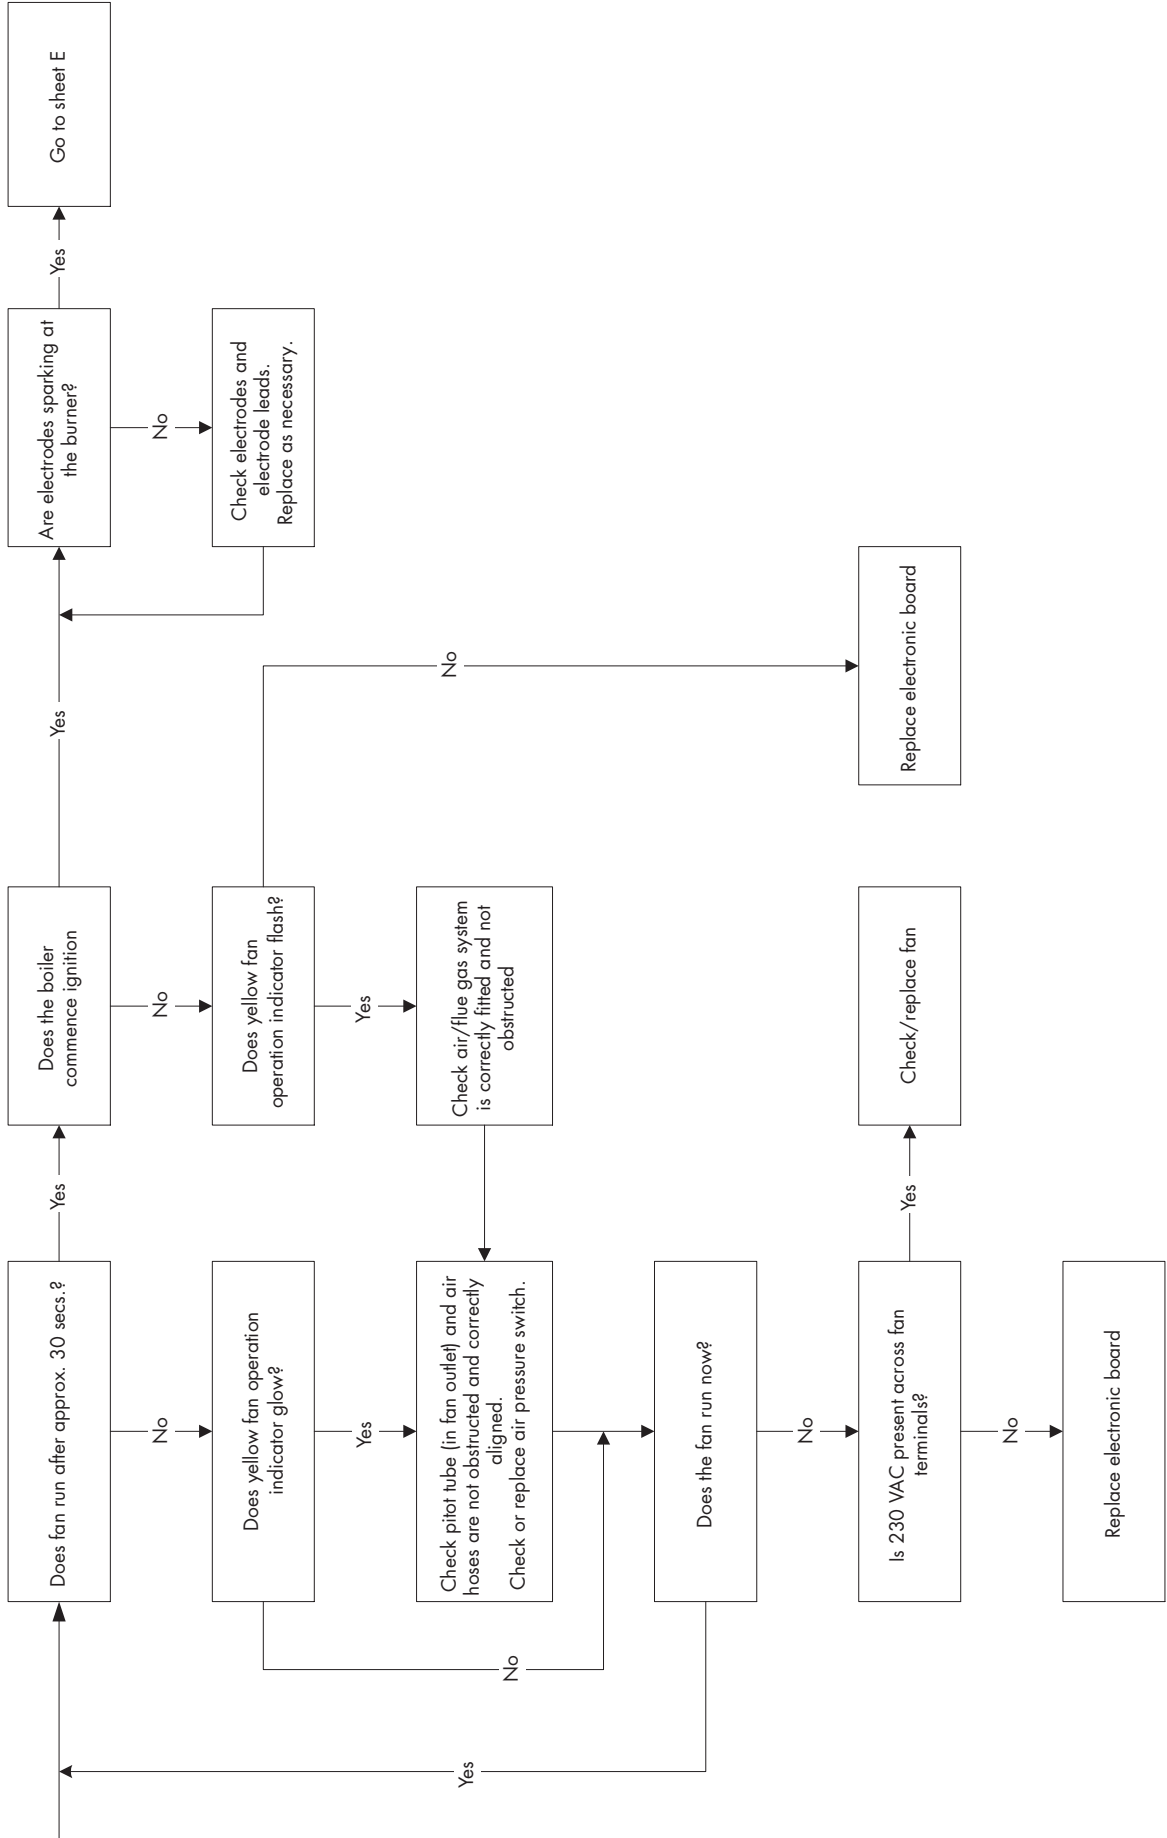 Does fan run after approx. 30 secs.?
Yes
Does the boiler
commence ignition
Yes
Are electrodes sparking at
the burner?
Yes
Go to sheet E
No
Does yellow fan operation
indicator glow?
No
Does yellow fan
operation indicator flash?
No
Check electrodes and
electrode leads.
Replace as necessary.
Yes
Check pitot tube (in fan outlet) and air
hoses are not obstructed and correctly
aligned.
Check or replace air pressure switch.
Yes
Check air/flue gas system
is correctly fitted and not
obstructed
No
Yes
No
Does the fan run now?
No
Is 230 VAC present across fan
terminals?
Yes
Check/replace fan
Replace electronic board
No
Replace electronic board